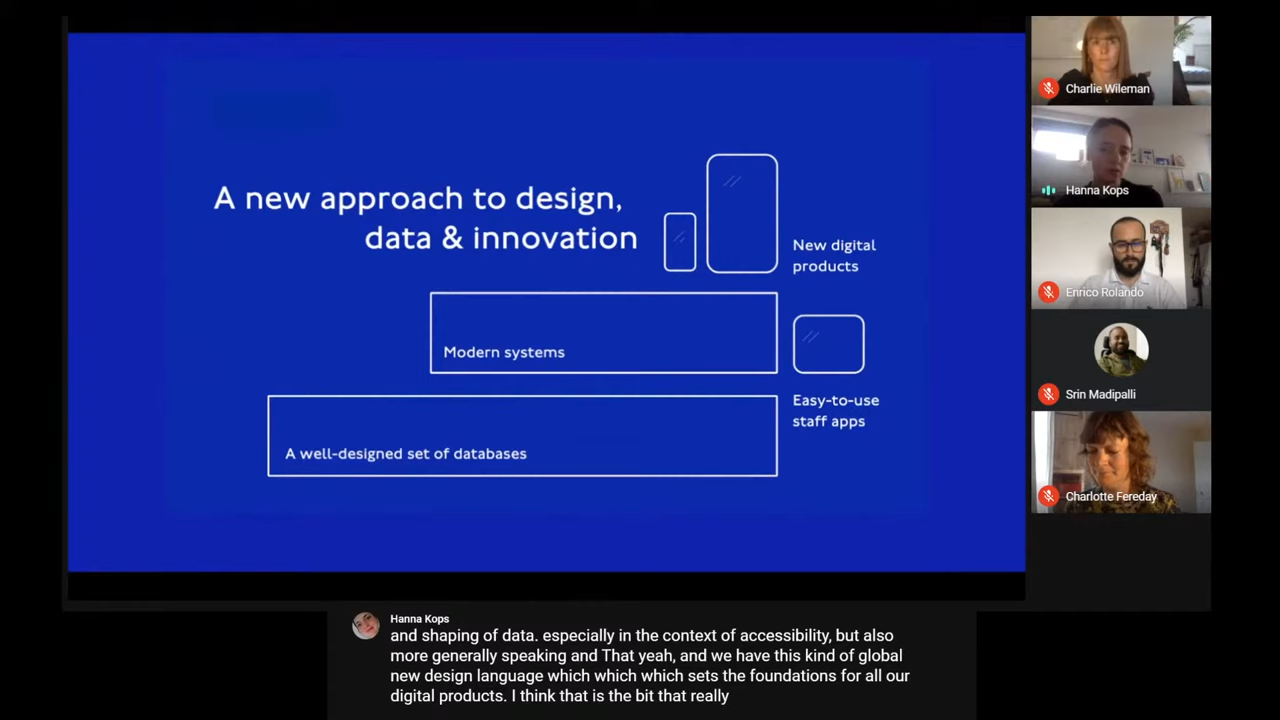 A new approach to design,
data & innovation
New digital
products
Modern systems
Easy-to-use
staff apps
A well-designed set of databases
Charlie Wileman
Hanna Kops
Enrico Rolando
Srin Madipalli
Charlotte Fereday
Hanna Kops
and shaping of data. especially in the context of accessibility, but also
more generally speaking and That yeah, and we have this kind of global
new design language which which which sets the foundations for all our
digital products. I think that is the bit that really